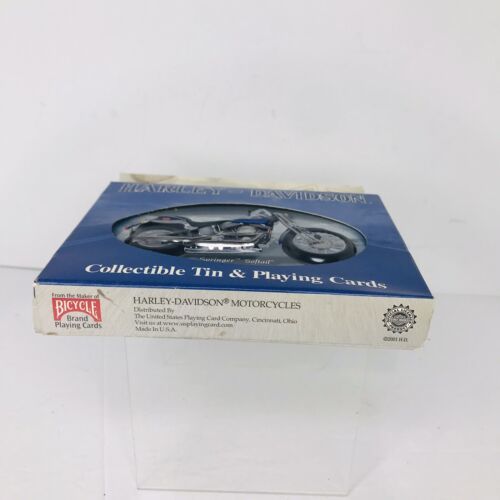 HARLEY-DAVIDSON
Springer® Softail®
Collectible Tin & Playing Cards
From the Maker of
BICYCLE
Brand
Playing Cards
HARLEY-DAVIDSON® MOTORCYCLES
Distributed By
The United States Playing Card Company, Cincinnati, Ohio
Visit us at www.usplayingcard.com
Made In U.S.A.
©2001 H-D.